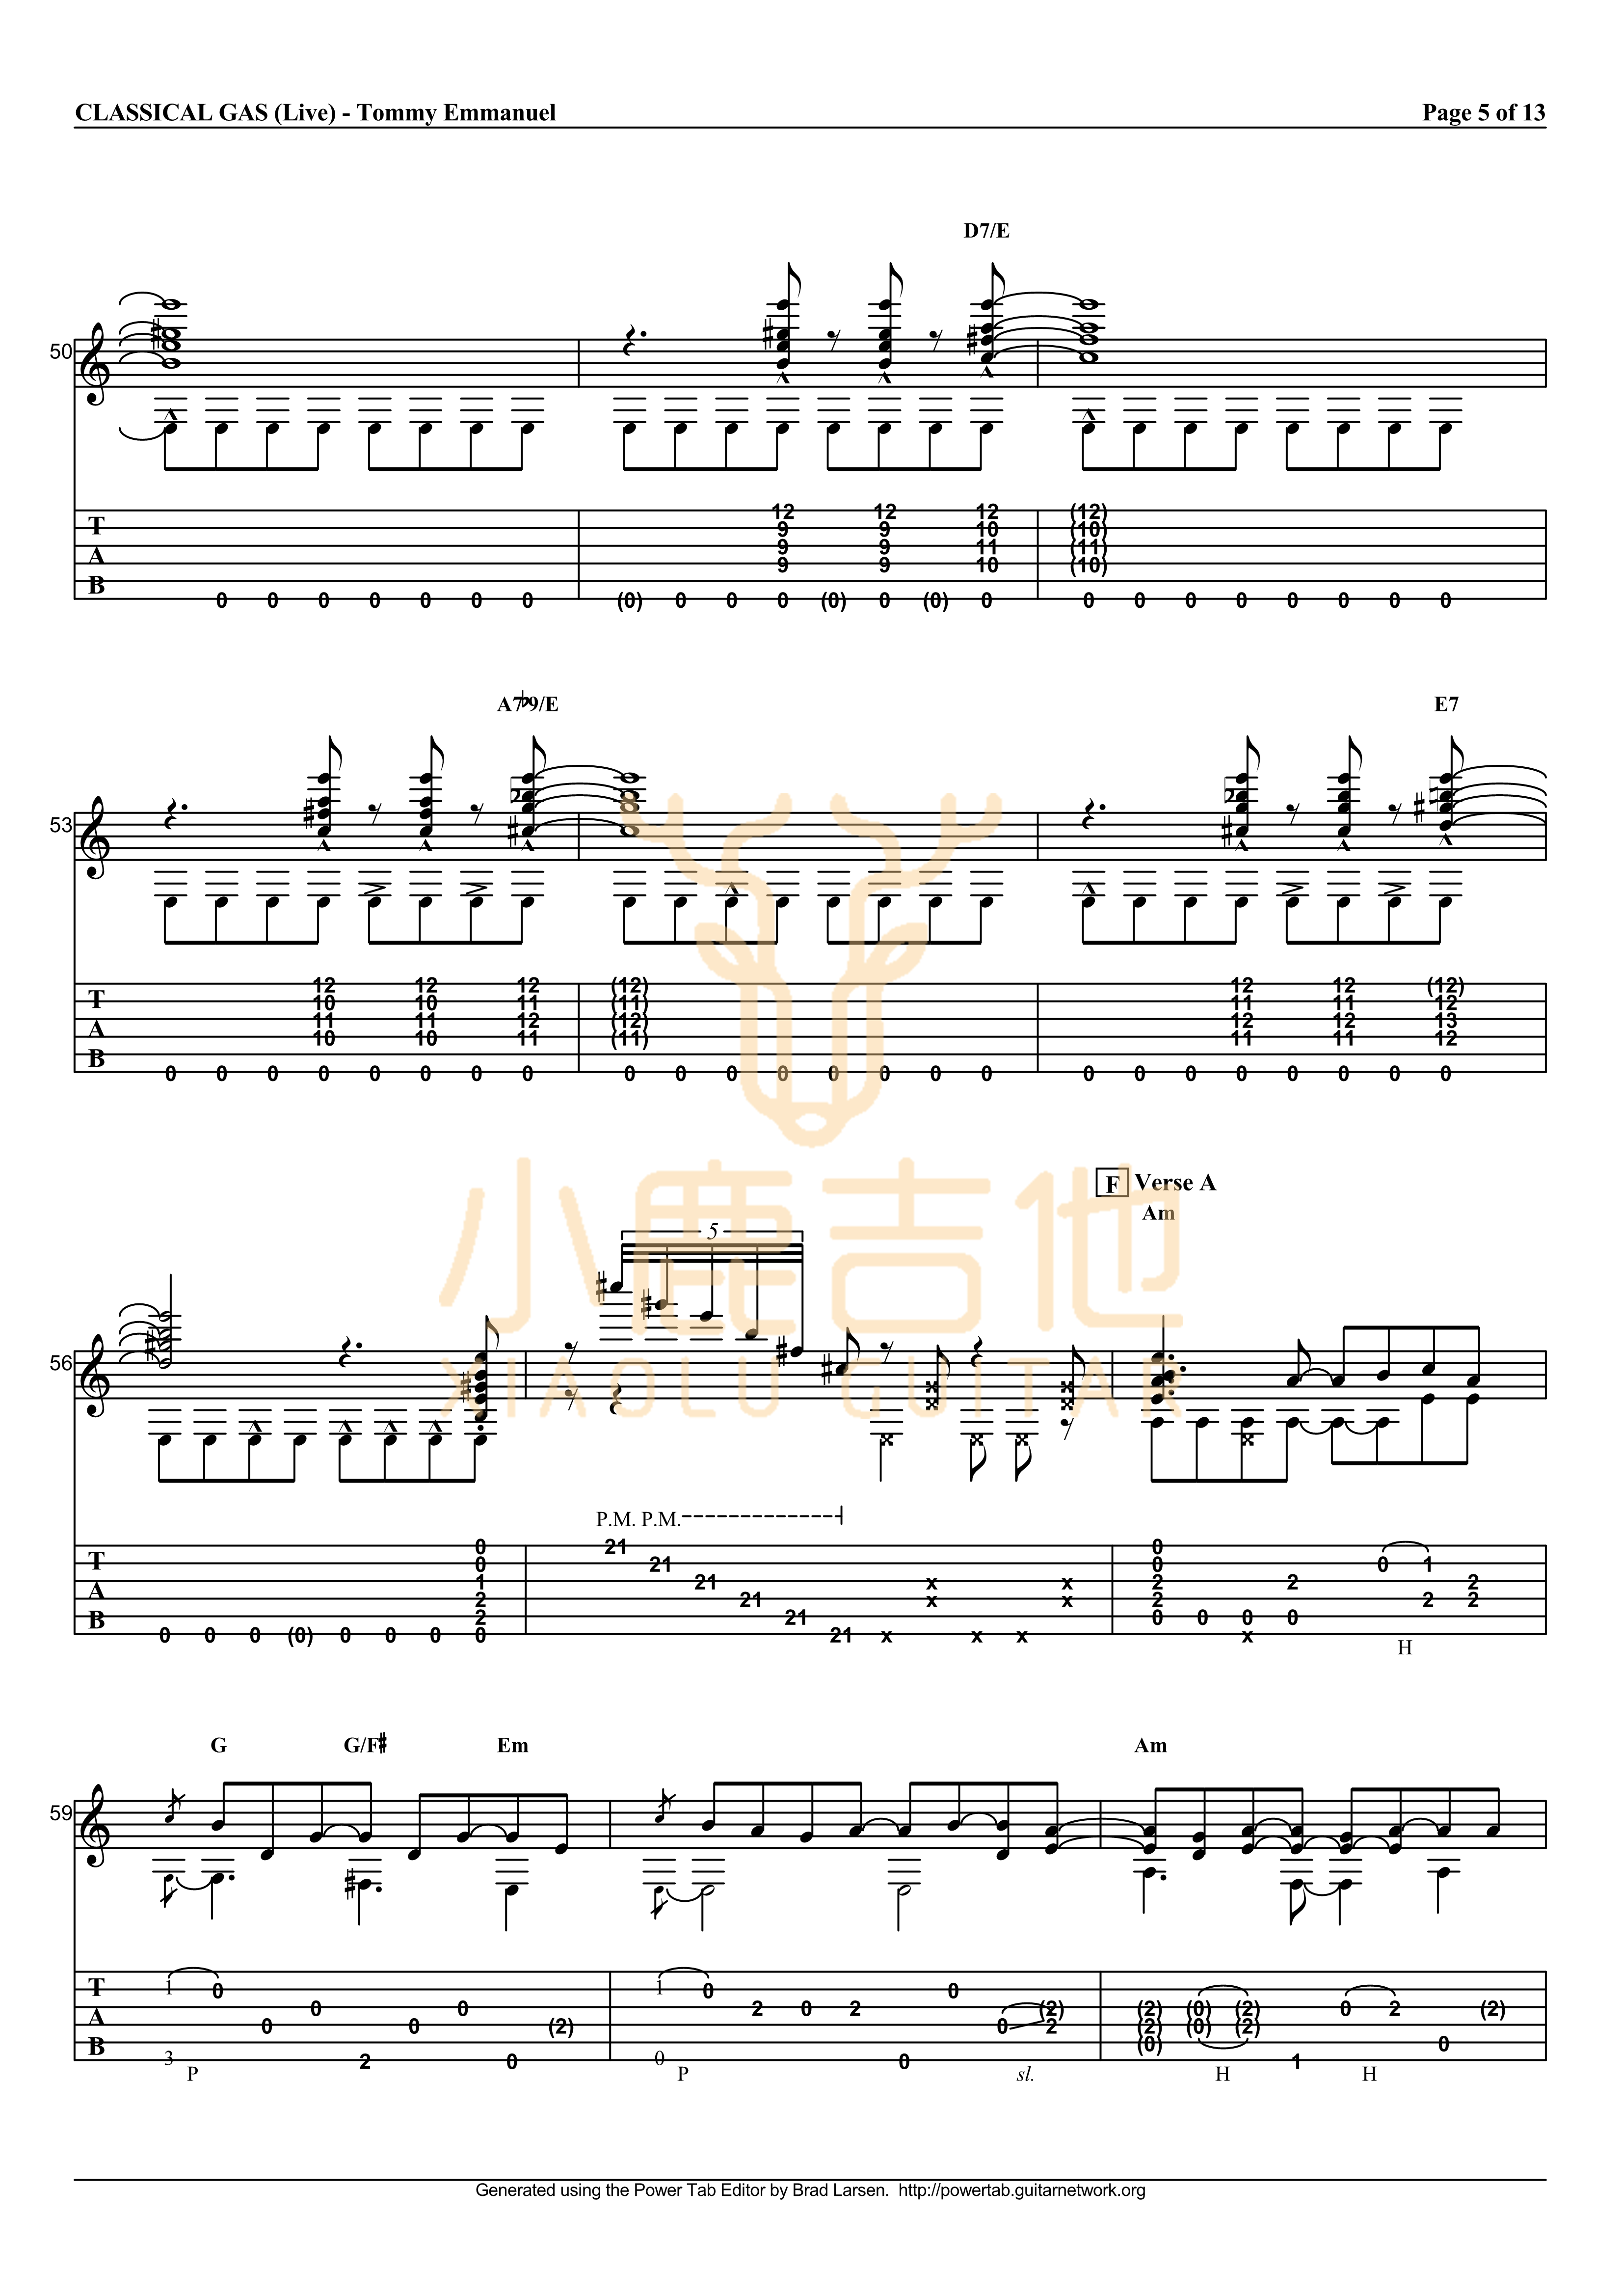 CLASSICAL GAS (Live) - Tommy Emmanuel Page 5 of 13
D7/E
50
T 12 12 12 (12)
9 9 10 (10)
A 9 9 11 (11)
9 9 10 (10)
B
0 0 0 0 0 0 0 (0) 0 0 0 (0) 0 (0) 0 0 0 0 0 0 0 0 0
A7♭9/E E7
53
T 12 12 12 (12) 12 12 (12)
10 10 11 (11) 11 11 12
A 11 11 12 (12) 12 12 13
10 10 11 (11) 11 11 12
B
0 0 0 0 0 0 0 0 0 0 0 0 0 0 0 0 0 0 0 0 0 0 0 0
小鹿吉他
XIAOLU GUITAR
F Verse A
Am
5
56
P.M. P.M.
T 0 21 0
0 21 0 0 1
A 1 21 x x 2 2 2
2 21 x x 2 2 2
B 2 21 0 0 0 0
0 0 0 (0) 0 0 0 0 21 x x x x
H
G G/F♯ Em Am
59
T 1 0 1 0 0
0 0 2 0 2 (2) (2) (0) (2) 0 2 (2)
A 0 0 (2) 0 2 (2) (0) (2)
B (0) 0
3 2 0 0 0 1
P P sl. H H
Generated using the Power Tab Editor by Brad Larsen. http://powertab.guitarnetwork.org